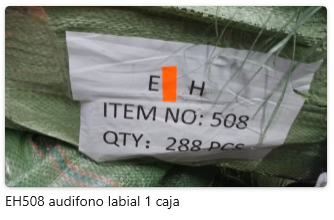 E H
ITEM NO: 508
QTY: 288 PCS
EH508 audifono labial 1 caja